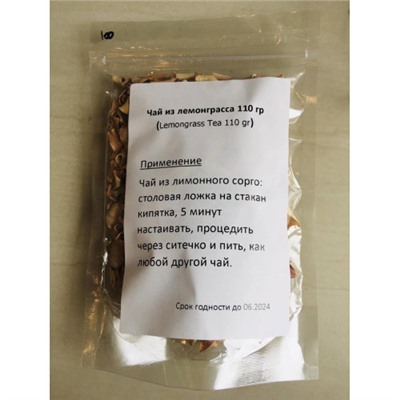 100
Чай из лемонграсса 110 гр
(Lemongrass Tea 110 gr)
Применение
Чай из лимонного сорго:
столовая ложка на стакан
кипятка, 5 минут
настаивать, процедить
через ситечко и пить, как
любой другой чай.
Срок годности до 06.2024